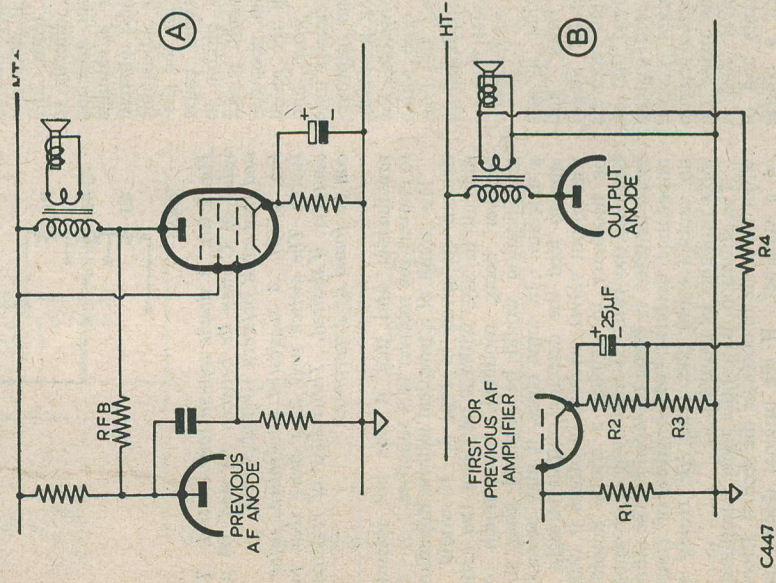 A
RFB
PREVIOUS
AF ANODE
+
-
HT-
B
OUTPUT
ANODE
FIRST OR
PREVIOUS AF
AMPLIFIER
+
-
25μF
R1
R2
R3
R4
C447